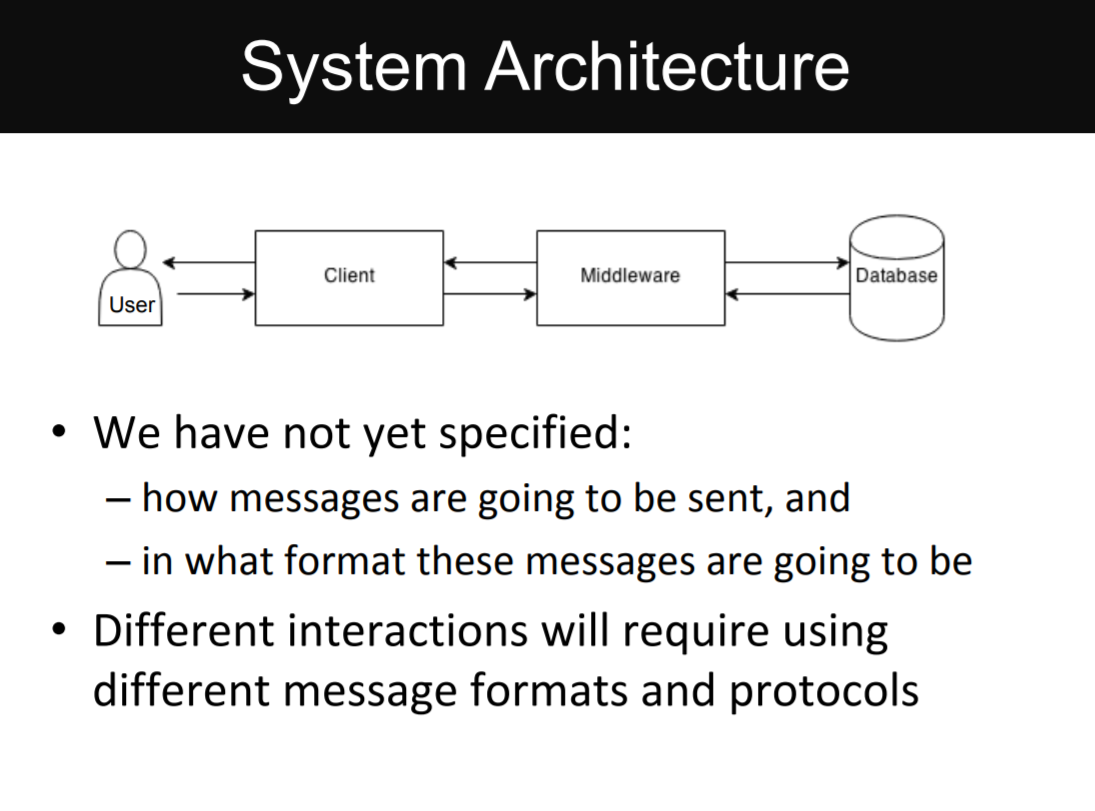 System Architecture
User
Client
Middleware
Database
• We have not yet specified:
– how messages are going to be sent, and
– in what format these messages are going to be
• Different interactions will require using
different message formats and protocols